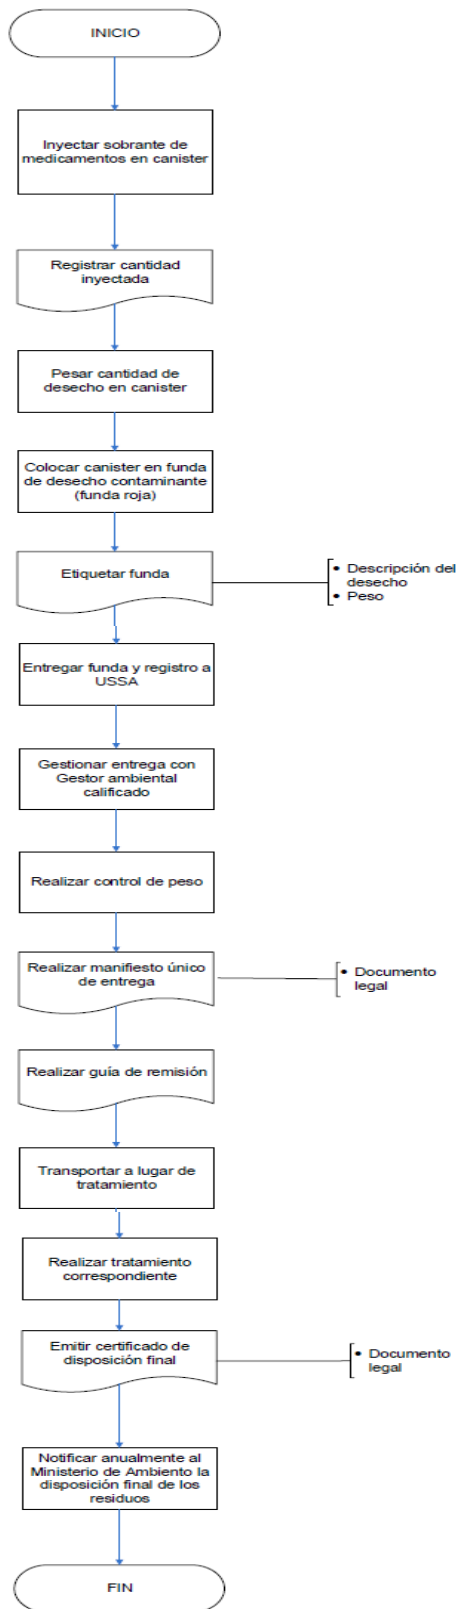 INICIO
Inyectar sobrante de
medicamentos en canister
Registrar cantidad
inyectada
Pesar cantidad de
desecho en canister
Colocar canister en funda
de desecho contaminante
(funda roja)
Etiquetar funda
• Descripción del
desecho
• Peso
Entregar funda y registro a
USSA
Gestionar entrega con
Gestor ambiental
calificado
Realizar control de peso
Realizar manifiesto único
de entrega
• Documento
legal
Realizar guía de remisión
Transportar a lugar de
tratamiento
Realizar tratamiento
correspondiente
Emitir certificado de
disposición final
• Documento
legal
Notificar anualmente al
Ministerio de Ambiente la
disposición final de los
residuos
FIN